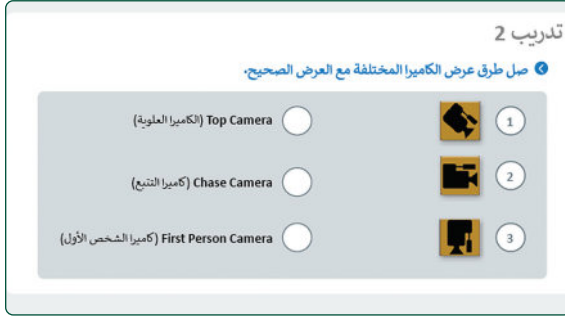 تدريب 2
صل طرق عرض الكاميرا المختلفة مع العرض الصحيح.
1
Top Camera (الكاميرا العلوية)
2
Chase Camera (كاميرا التتبع)
3
First Person Camera (كاميرا الشخص الأول)